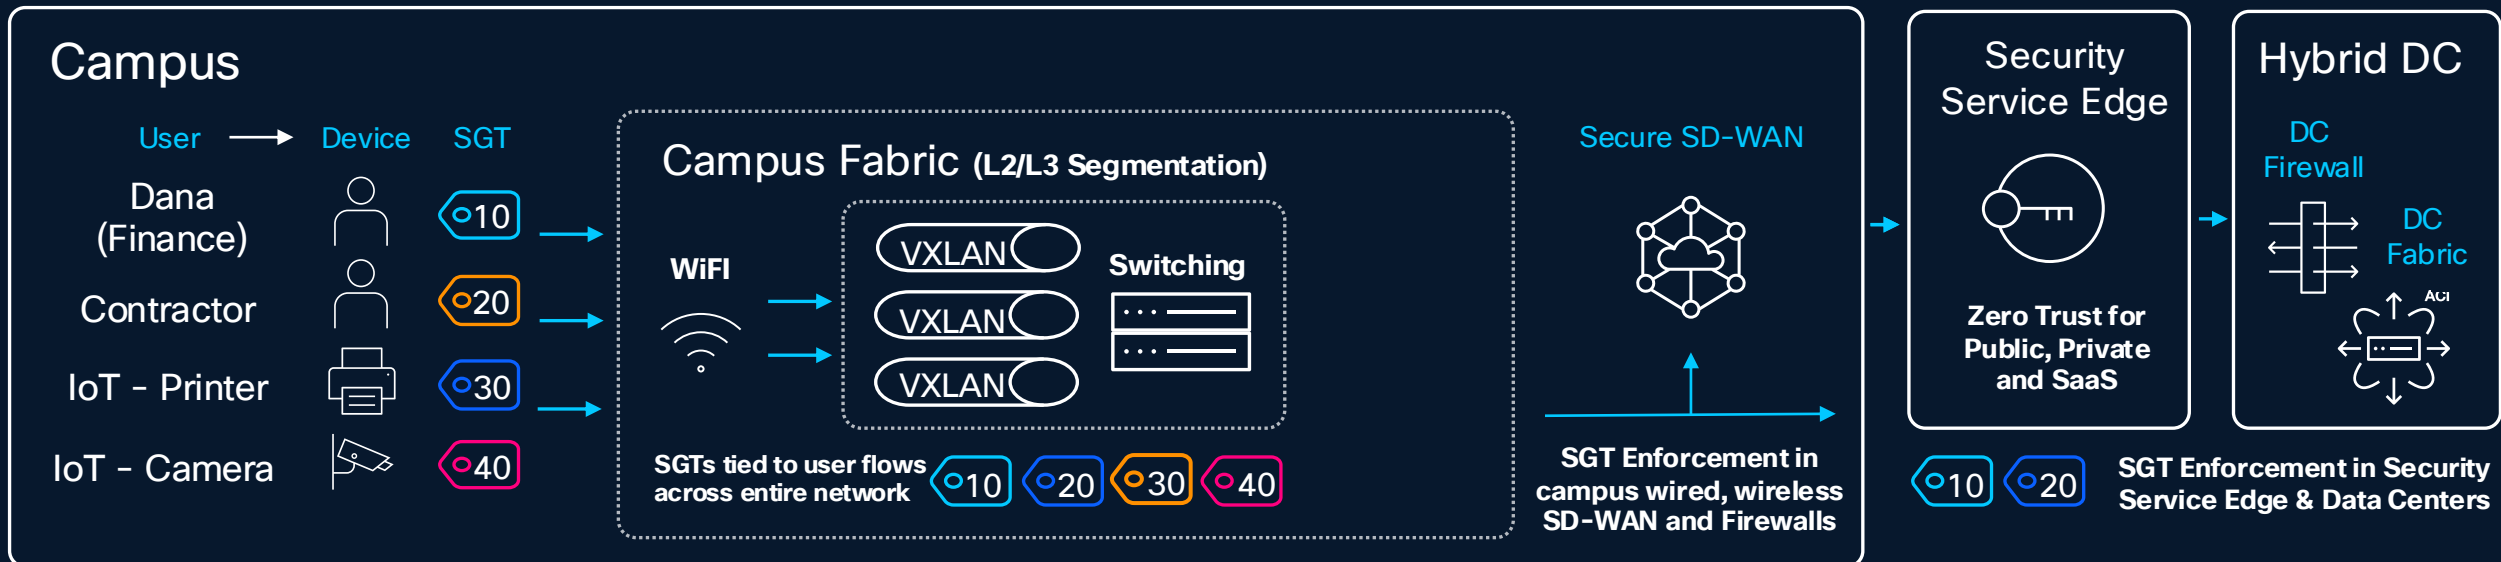 Campus
User
Device
SGT
Dana
(Finance)
10
Contractor
20
IoT - Printer
30
IoT - Camera
40
Campus Fabric (L2/L3 Segmentation)
WiFI
VXLAN
VXLAN
VXLAN
Switching
SGTs tied to user flows
across entire network
10
20
30
40
Secure SD-WAN
SGT Enforcement in
campus wired, wireless
SD-WAN and Firewalls
Security
Service Edge
Zero Trust for
Public, Private
and SaaS
Hybrid DC
DC
Firewall
DC
Fabric
ACI
10
20
SGT Enforcement in Security
Service Edge & Data Centers